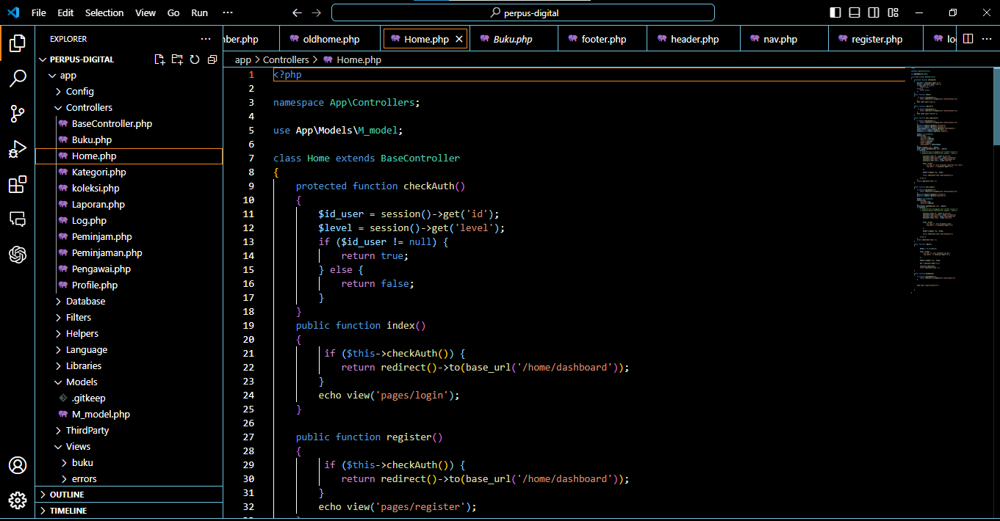 File Edit Selection View Go Run ··· perpus-digital
EXPLORER ···
PERPUS-DIGITAL
app
Config
Controllers
BaseController.php
Buku.php
Home.php
Kategori.php
koleksi.php
Laporan.php
Log.php
Peminjam.php
Peminjaman.php
Pengawai.php
Profile.php
Database
Filters
Helpers
Language
Libraries
Models
.gitkeep
M_model.php
ThirdParty
Views
buku
errors
OUTLINE
TIMELINE
ber.php oldhome.php Home.php Buku.php footer.php header.php nav.php register.php lo ···
app > Controllers > Home.php
1 <?php
2
3 namespace App\Controllers;
4
5 use App\Models\M_model;
6
7 class Home extends BaseController
8 {
9     protected function checkAuth()
10     {
11         $id_user = session()->get('id');
12         $level = session()->get('level');
13         if ($id_user != null) {
14             return true;
15         } else {
16             return false;
17         }
18     }
19     public function index()
20     {
21          if ($this->checkAuth()) {
22             return redirect()->to(base_url('/home/dashboard'));
23         }
24         echo view('pages/login');
25     }
26
27     public function register()
28     {
29          if ($this->checkAuth()) {
30             return redirect()->to(base_url('/home/dashboard'));
31         }
32         echo view('pages/register');